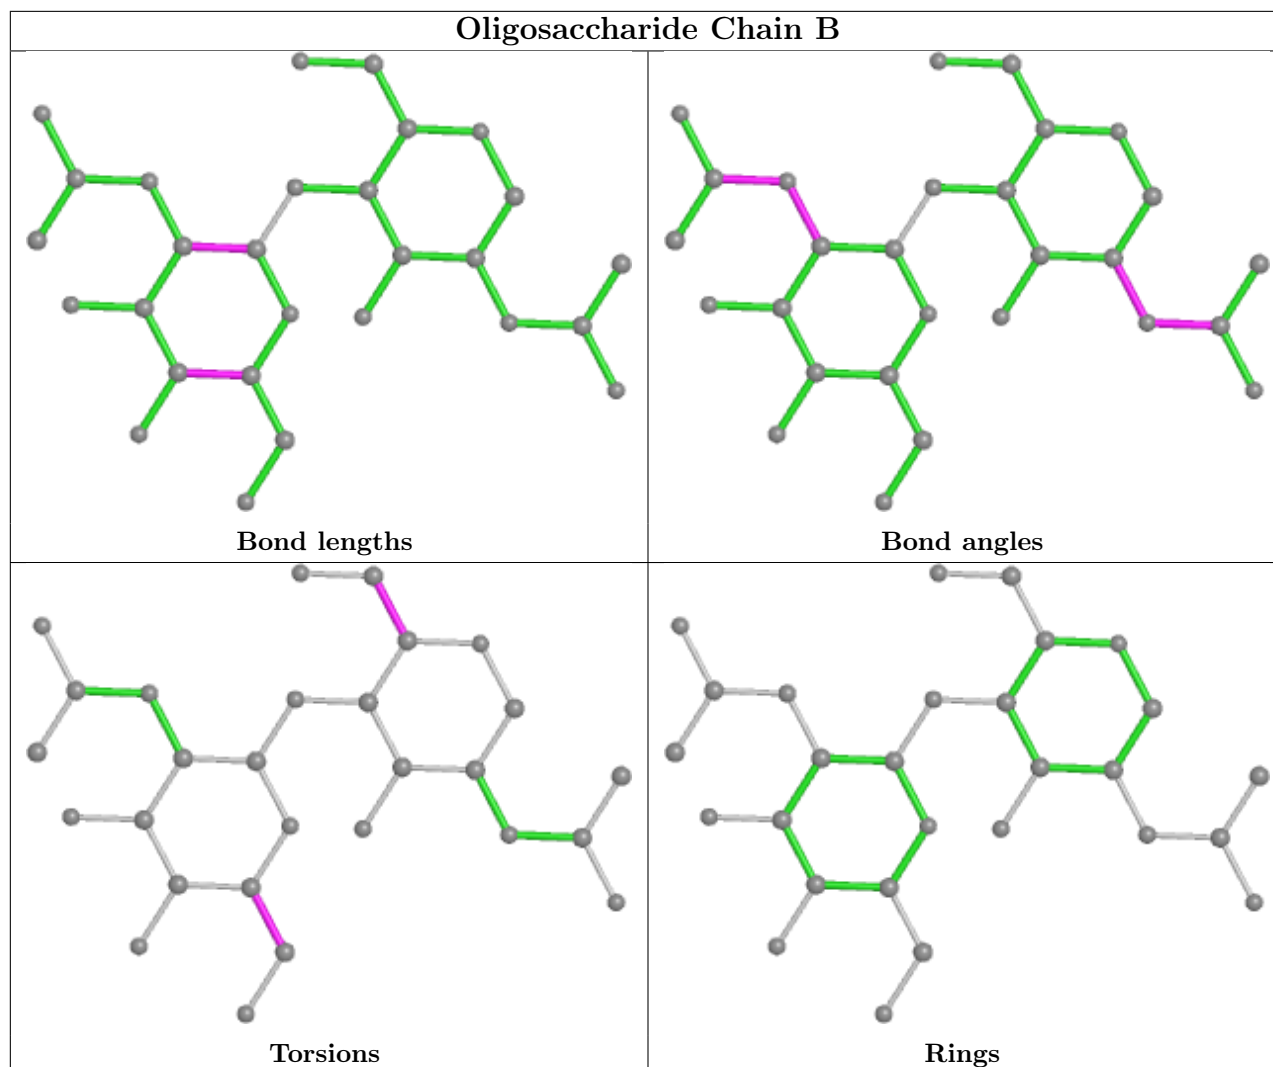 Oligosaccharide Chain B
Bond lengths
Bond angles
Torsions
Rings